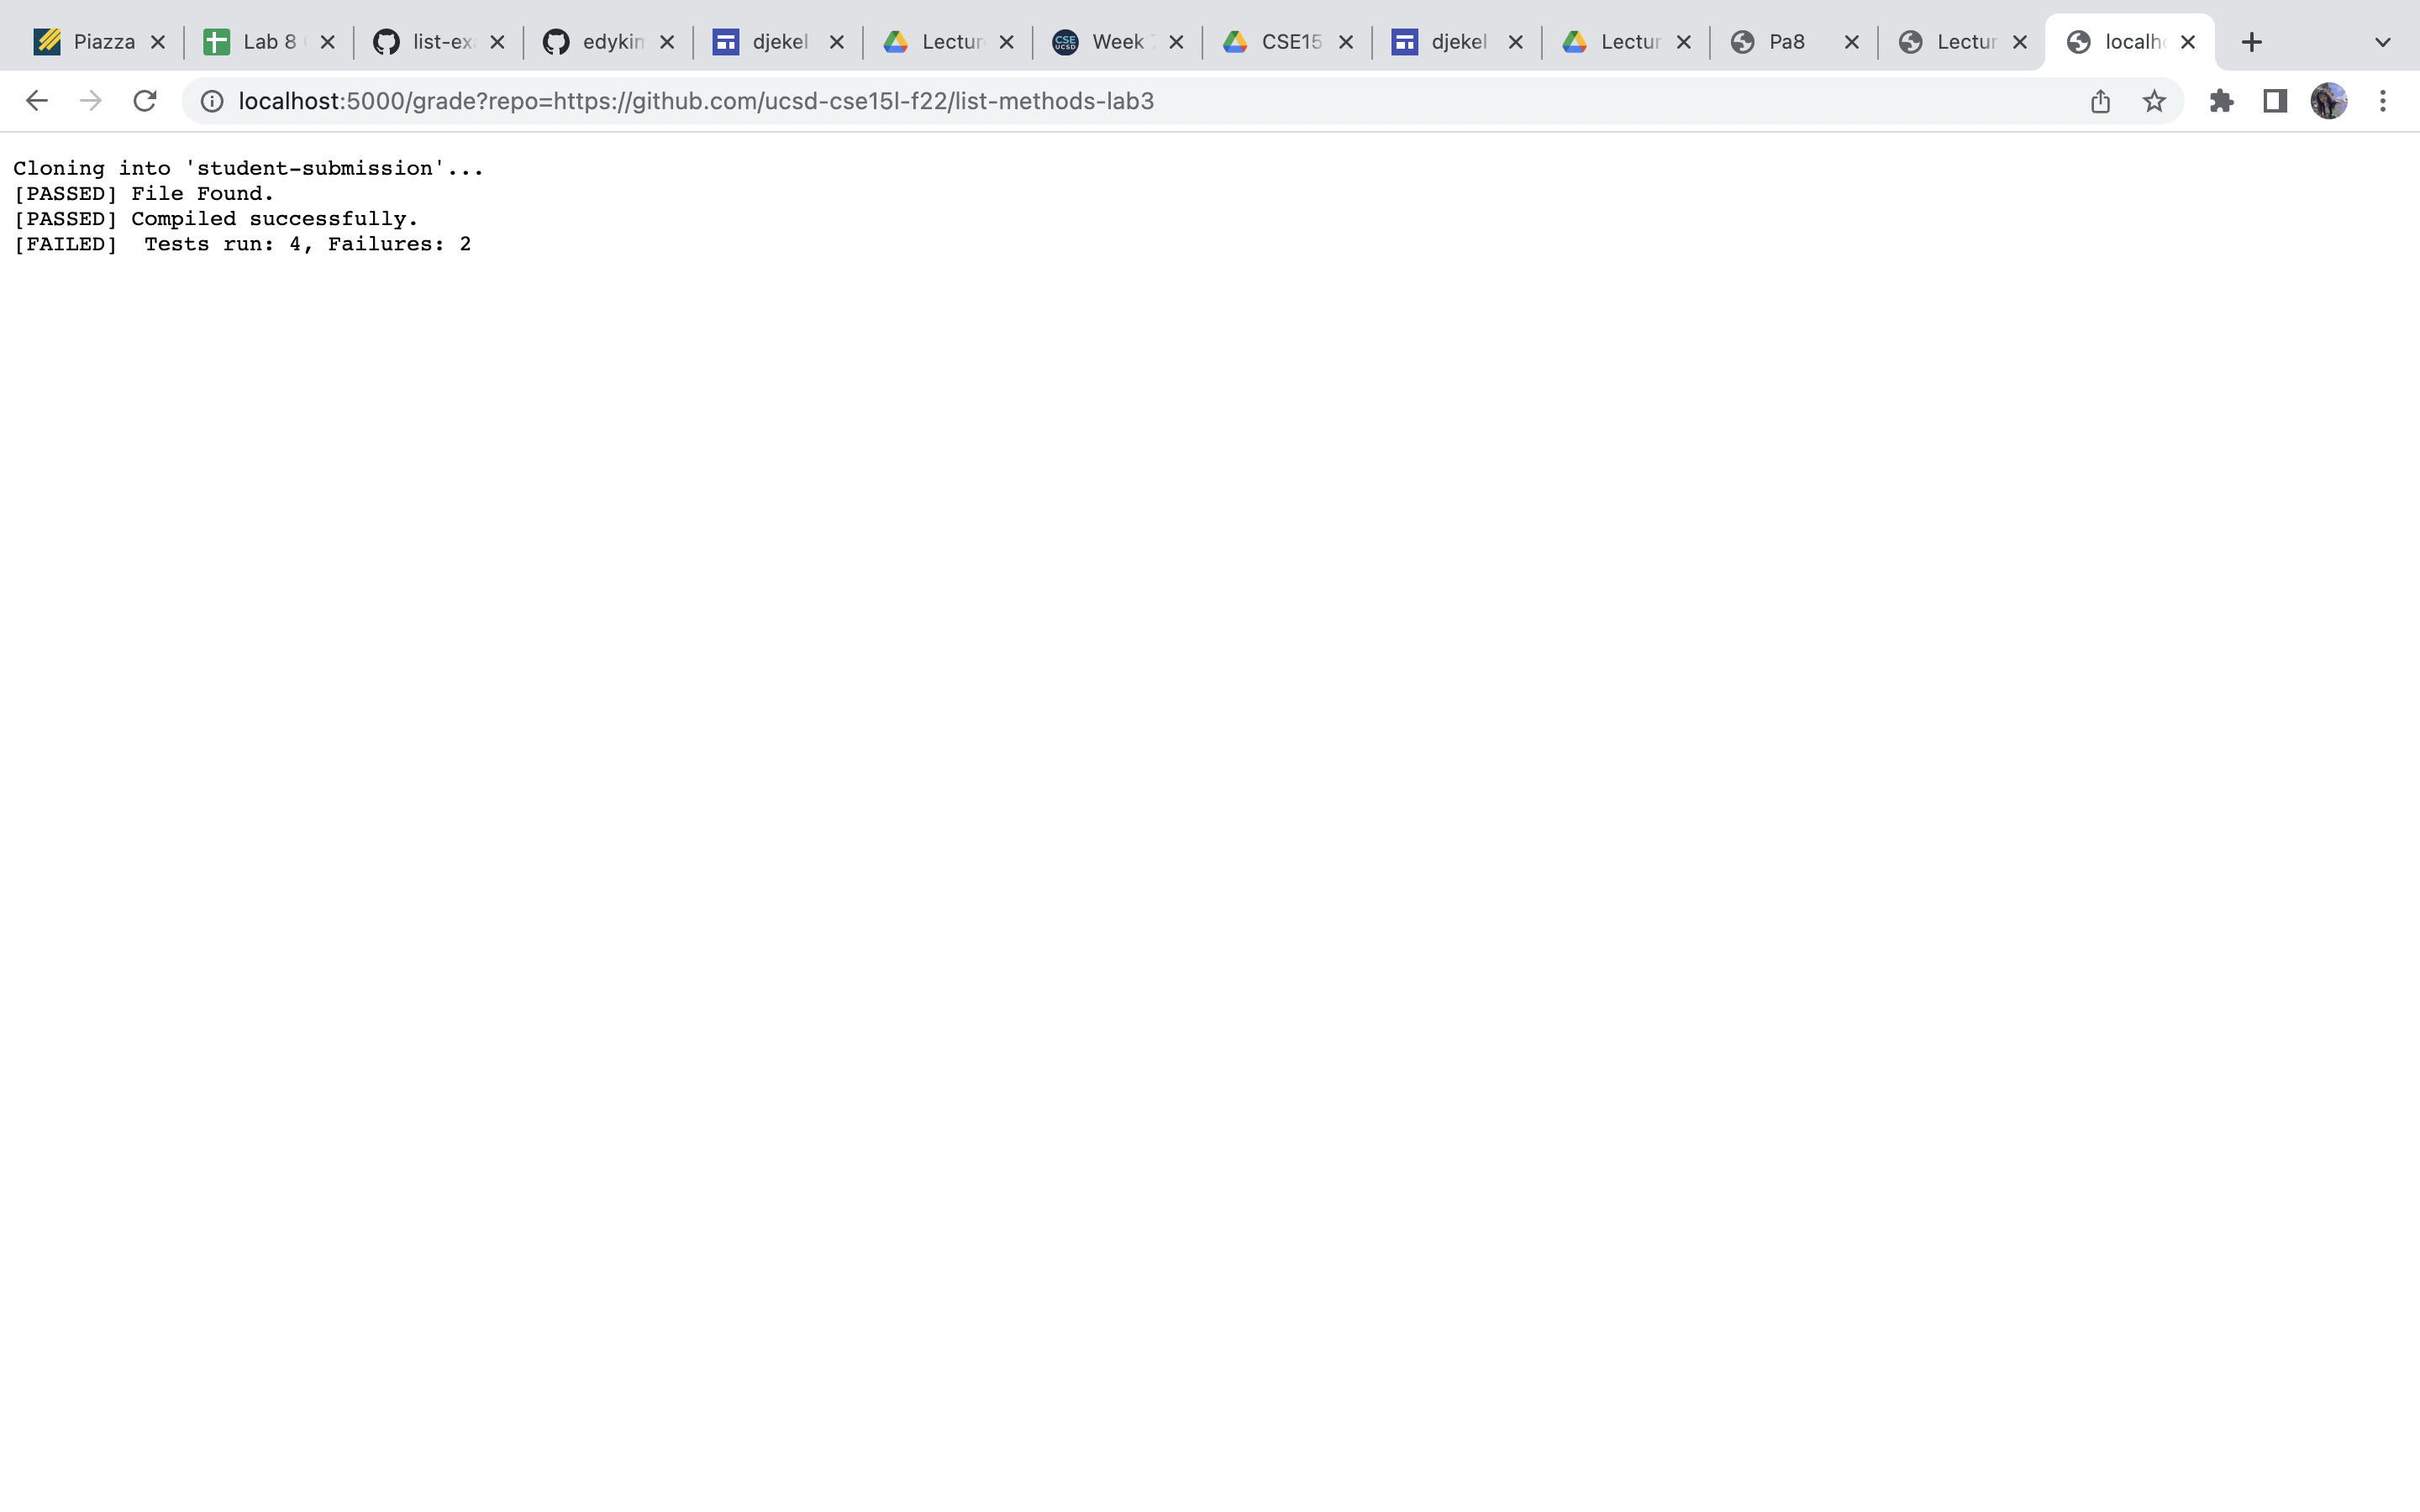 Piazza
Lab 8
list-ex
edykim
djekel
Lectur
Week 7
CSE15
djekel
Lectur
Pa8
Lectur
localh
localhost:5000/grade?repo=https://github.com/ucsd-cse15l-f22/list-methods-lab3
Cloning into 'student-submission'...
[PASSED] File Found.
[PASSED] Compiled successfully.
[FAILED]  Tests run: 4, Failures: 2